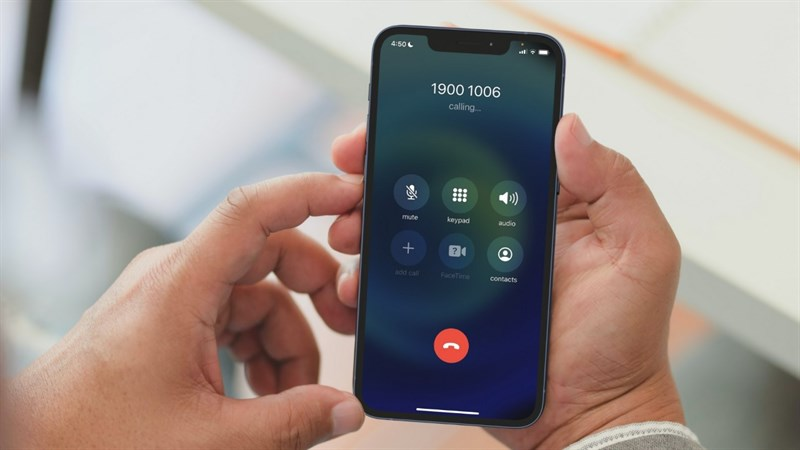 4:50
1900 1006
calling...
mute
keypad
audio
add call
FaceTime
contacts